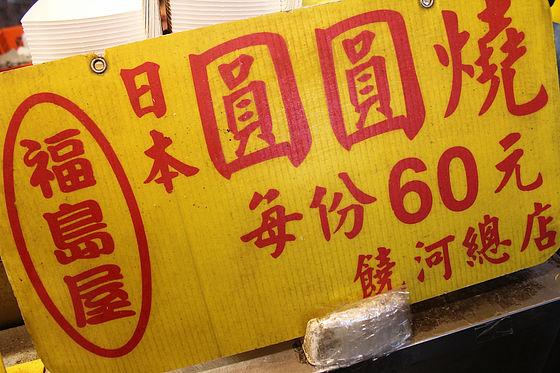 福島屋
日本
圓圓燒
每份60元
饒河總店